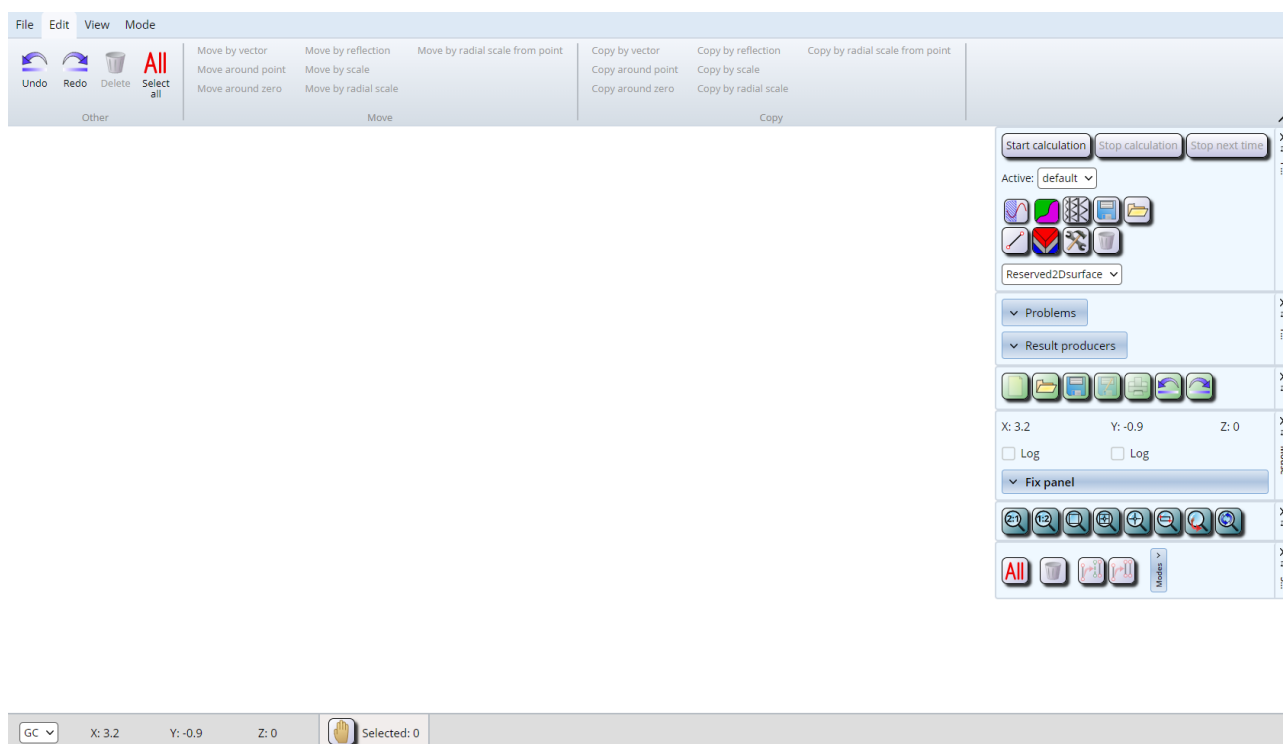 File Edit View Mode
Undo Redo Delete Select all
All
Other
Move by vector Move by reflection Move by radial scale from point
Move around point Move by scale
Move around zero Move by radial scale
Move
Copy by vector Copy by reflection Copy by radial scale from point
Copy around point Copy by scale
Copy around zero Copy by radial scale
Copy
Start calculation Stop calculation Stop next time
Active: default
Reserved2Dsurface
Problems
Result producers
X: 3.2 Y: -0.9 Z: 0
Log Log
Fix panel
2:1 1:2
All
Modes
GC X: 3.2 Y: -0.9 Z: 0 Selected: 0